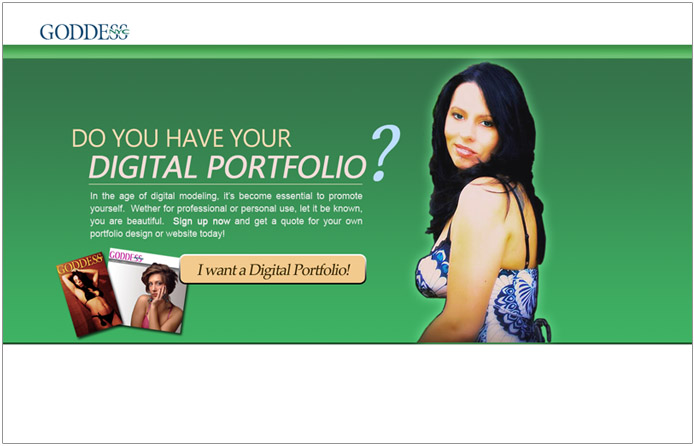 GODDESS NYC
DO YOU HAVE YOUR
DIGITAL PORTFOLIO?
In the age of digital modeling, it's become essential to promote
yourself. Wether for professional or personal use, let it be known,
you are beautiful. Sign up now and get a quote for your own
portfolio design or website today!
GODDESS
GODDESS
I want a Digital Portfolio!